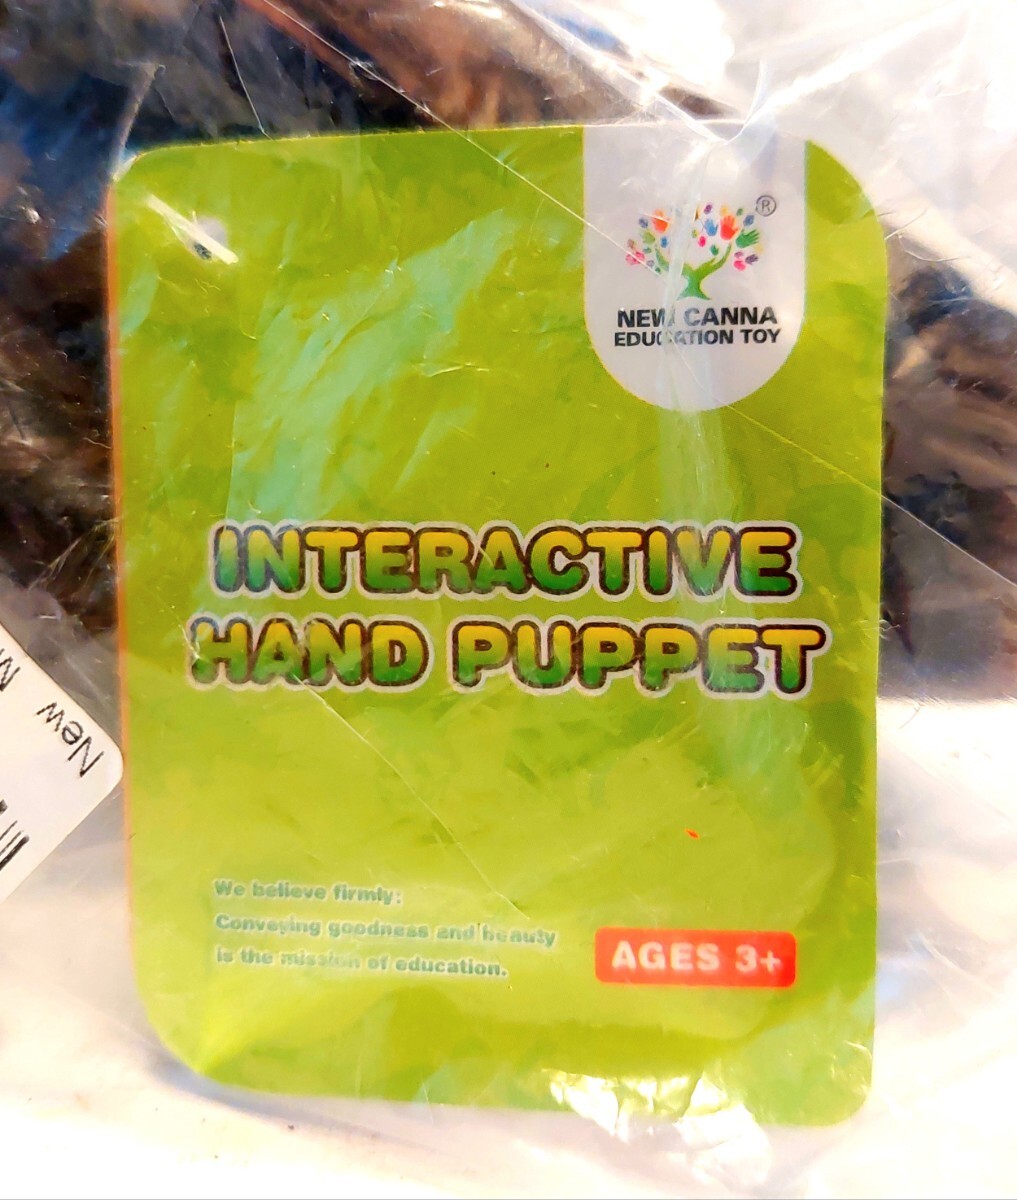 ®
NEW CANNA
EDUCATION TOY
INTERACTIVE
HAND PUPPET
We believe firmly:
Conveying goodness and beauty
is the mission of education.
AGES 3+
New